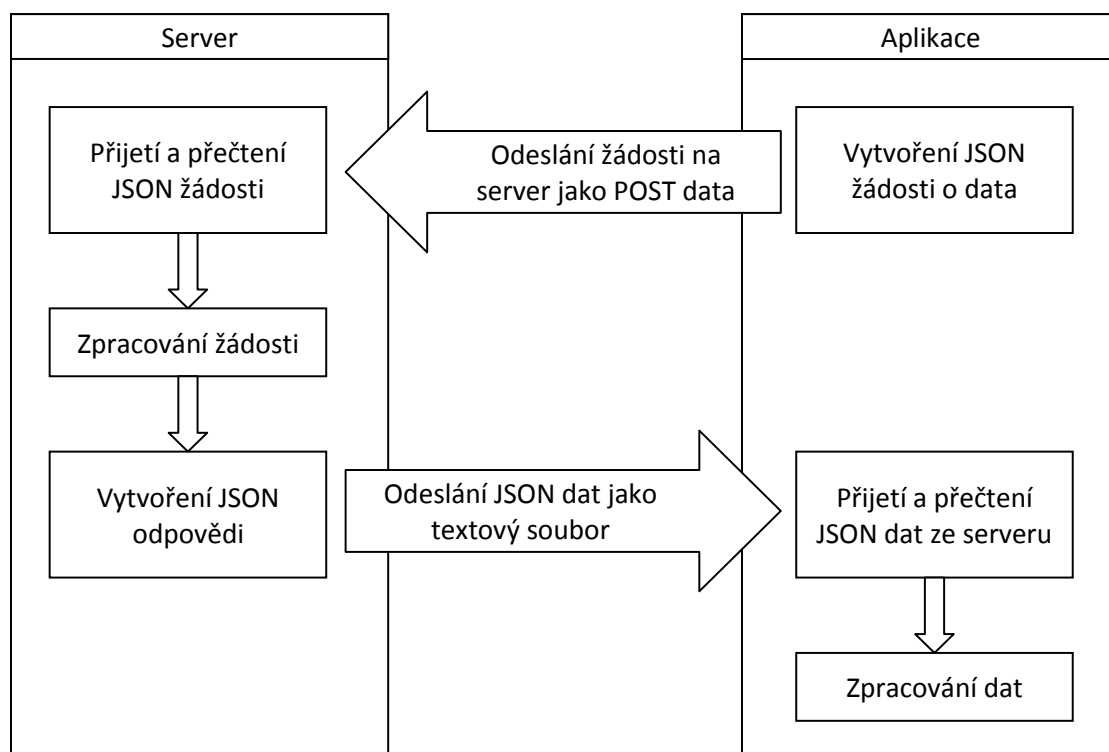 Server
Aplikace
Přijetí a přečtení
JSON žádosti
Odeslání žádosti na
server jako POST data
Vytvoření JSON
žádosti o data
Zpracování žádosti
Vytvoření JSON
odpovědi
Odeslání JSON dat jako
textový soubor
Přijetí a přečtení
JSON dat ze serveru
Zpracování dat